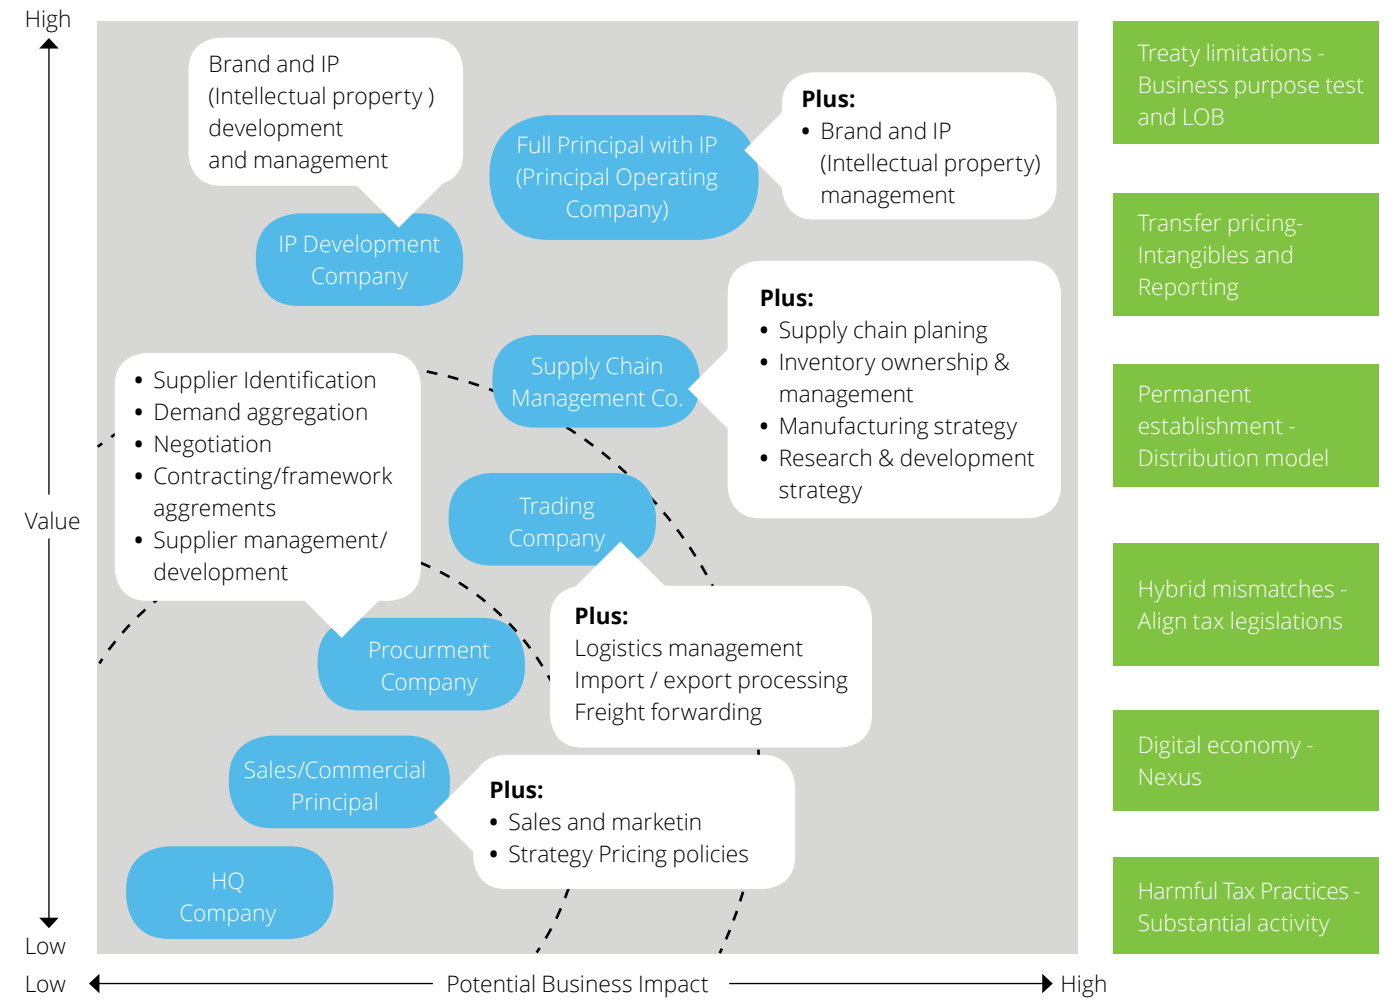 High
Brand and IP
(Intellectual property )
development
and management
IP Development
Company
Full Principal with IP
(Principal Operating
Company)
Plus:
• Brand and IP
(Intellectual property)
management
Supply Chain
Management Co.
Plus:
• Supply chain planing
• Inventory ownership &
management
• Manufacturing strategy
• Research & development
strategy
• Supplier Identification
• Demand aggregation
• Negotiation
• Contracting/framework
aggrements
• Supplier management/
development
Value
Trading
Company
Plus:
Logistics management
Import / export processing
Freight forwarding
Procurment
Company
Sales/Commercial
Principal
Plus:
• Sales and marketin
• Strategy Pricing policies
HQ
Company
Low
Low
Potential Business Impact
High
Treaty limitations -
Business purpose test
and LOB
Transfer pricing-
Intangibles and
Reporting
Permanent
establishment -
Distribution model
Hybrid mismatches -
Align tax legislations
Digital economy -
Nexus
Harmful Tax Practices -
Substantial activity